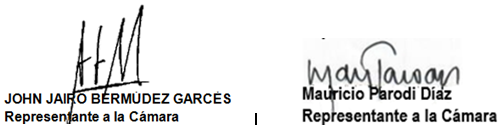 JOHN JAIRO BERMÚDEZ GARCÉS
Representante a la Cámara
Mauricio Parodi Díaz
Representante a la Cámara